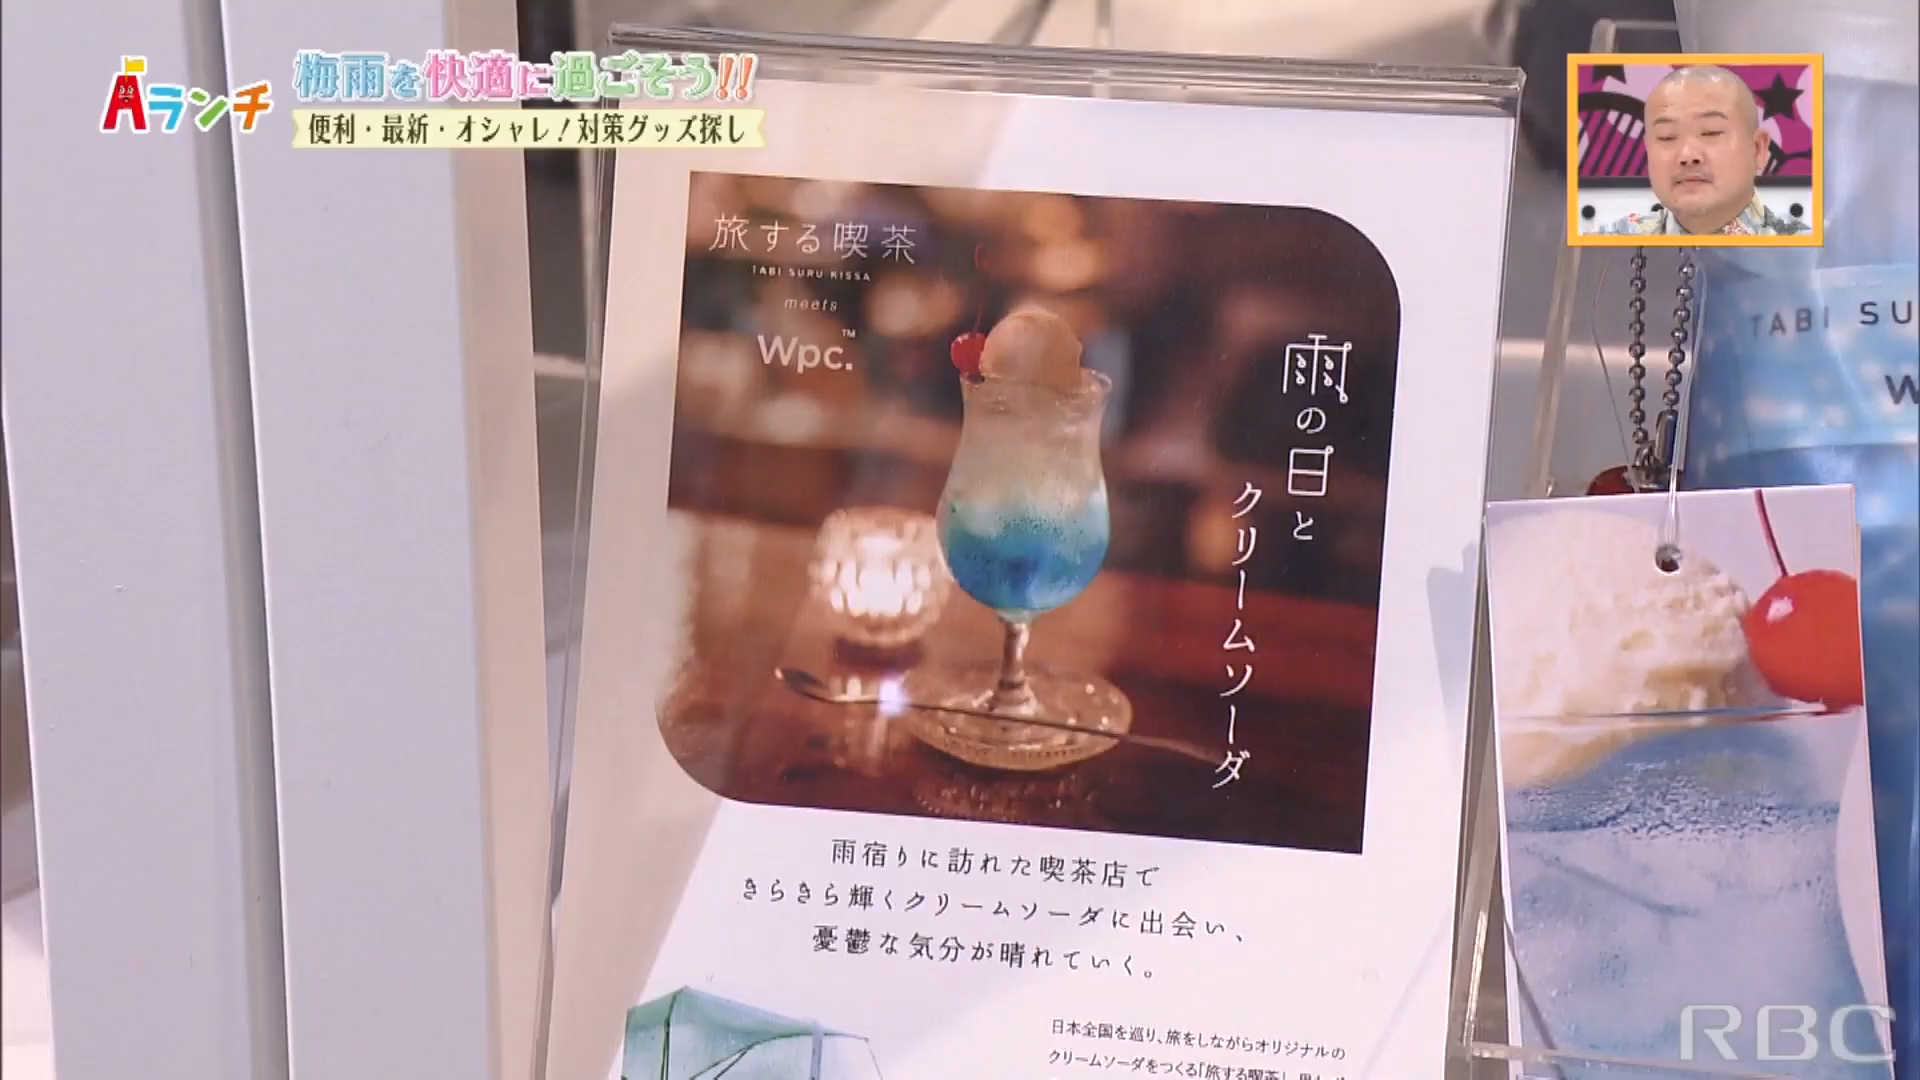 Aランチ
梅雨を快適に過ごそう!!
便利・最新・オシャレ!対策グッズ探し
旅する喫茶
TABI SURU KISSA
meets
Wpc.™
雨の日と
クリームソーダ
雨宿りに訪れた喫茶店で
きらきら輝くクリームソーダに出会い、
憂鬱な気分が晴れていく。
日本全国を巡り、旅をしながらオリジナルの
クリームソーダをつくる「旅する喫茶」
TABI SU
W
RBC